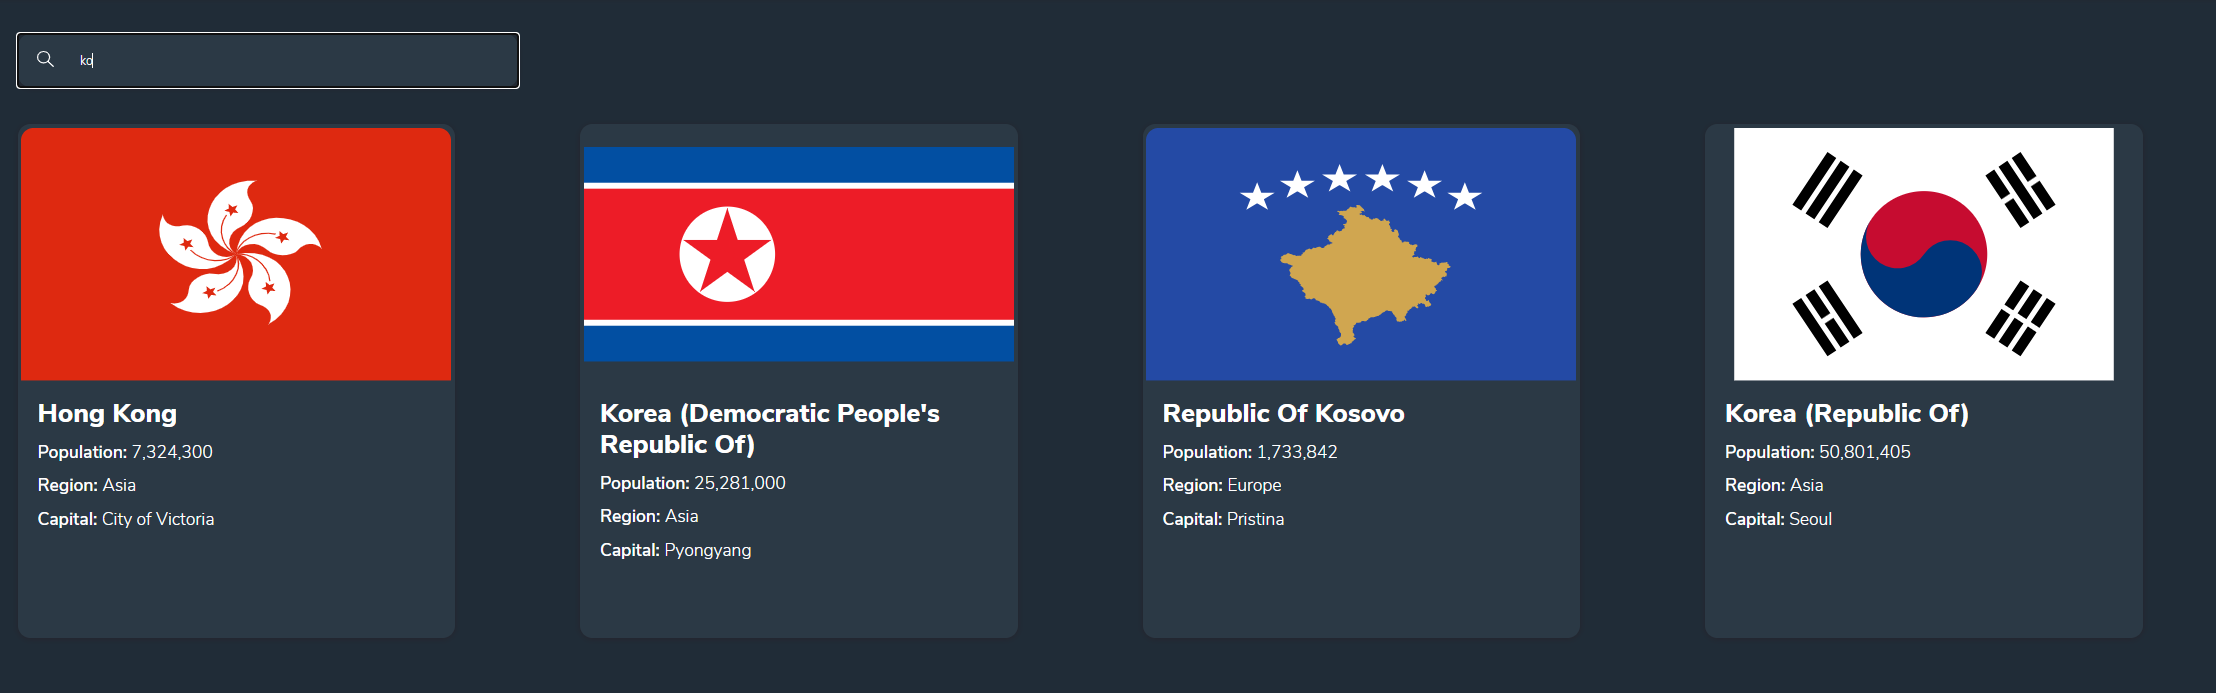 ko
Hong Kong
Population: 7,324,300
Region: Asia
Capital: City of Victoria
Korea (Democratic People's
Republic Of)
Population: 25,281,000
Region: Asia
Capital: Pyongyang
Republic Of Kosovo
Population: 1,733,842
Region: Europe
Capital: Pristina
Korea (Republic Of)
Population: 50,801,405
Region: Asia
Capital: Seoul